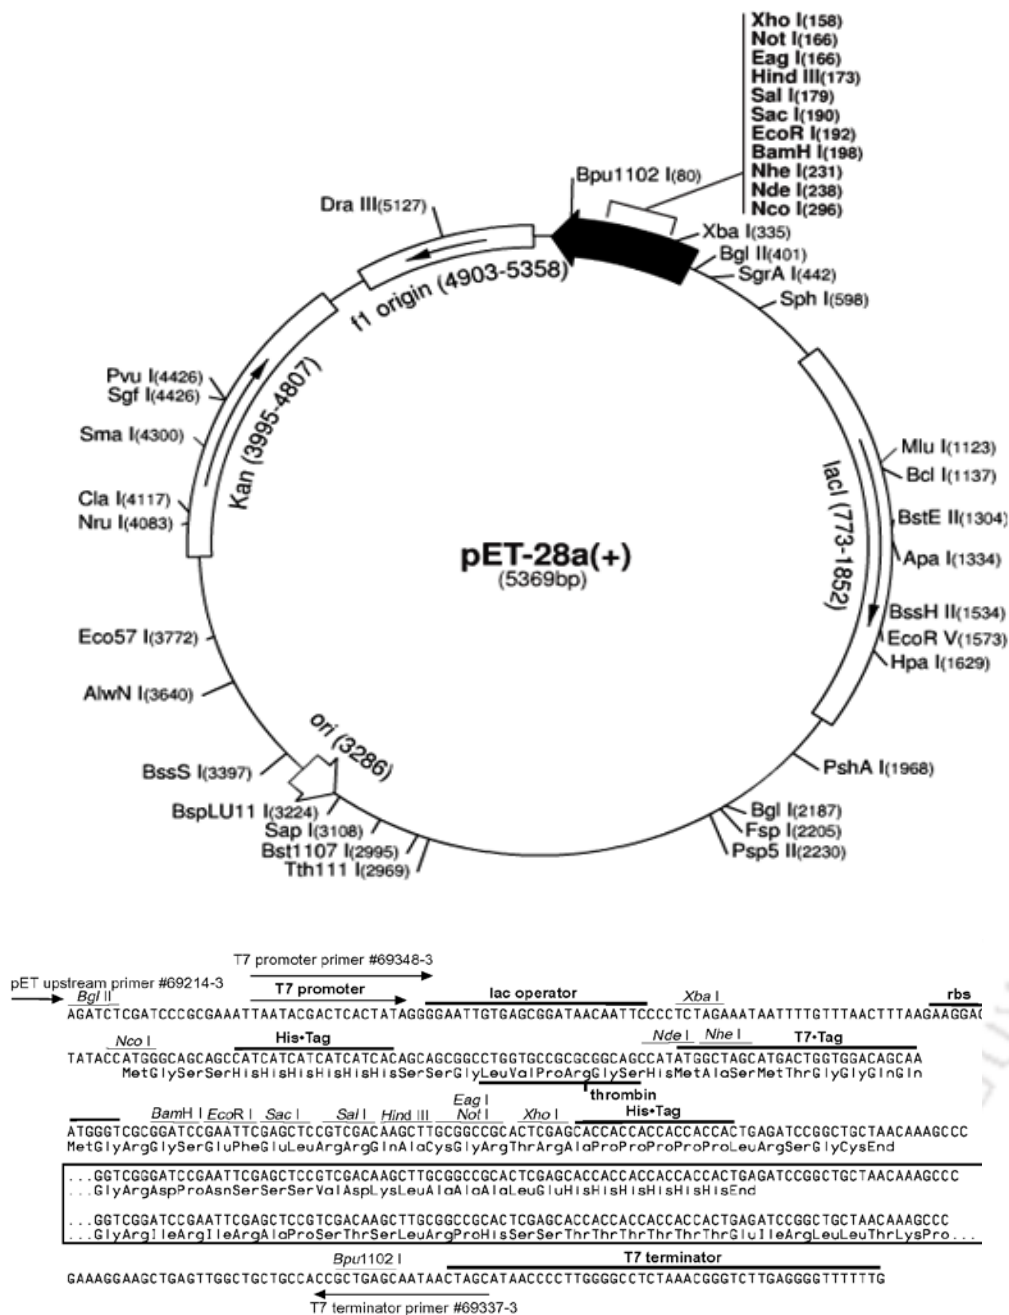 Xho I(158)
Not I(166)
Eag I(166)
Hind III(173)
Sal I(179)
Sac I(190)
EcoR I(192)
BamH I(198)
Nhe I(231)
Nde I(238)
Nco I(296)
Bpu1102 I(80)
Dra III(5127)
Xba I(335)
Bgl II(401)
SgrA I(442)
Sph I(598)
f1 origin (4903-5358)
Pvu I(4426)
Sgf I(4426)
Sma I(4300)
Kan (3995-4807)
Cla I(4117)
Nru I(4083)
lacI (773-1852)
Mlu I(1123)
Bcl I(1137)
BstE II(1304)
Apa I(1334)
BssH II(1534)
EcoR V(1573)
Hpa I(1629)
pET-28a(+)
(5369bp)
Eco57 I(3772)
AlwN I(3640)
ori (3286)
BssS I(3397)
BspLU11 I(3224)
Sap I(3108)
Bst1107 I(2995)
Tth111 I(2969)
PshA I(1968)
Bgl I(2187)
Fsp I(2205)
Psp5 II(2230)
T7 promoter primer #69348-3
pET upstream primer #69214-3
Bgl II T7 promoter lac operator Xba I rbs
AGATCTCGATCCCGCGAAATTAATACGACTCACTATAGGGGAATTGTGAGCGGATAACAATTCCCCTCTAGAAATAATTTTGTTTAACTTTAAGAAGGAG
Nco I His•Tag Nde I Nhe I T7•Tag
TATACCATGGGCAGCAGCCATCATCATCATCATCACAGCAGCGGCCTGGTGCCGCGCGGCAGCCATATGGCTAGCATGACTGGTGGACAGCAA
MetGlySerSerHisHisHisHisHisHisSerSerGlyLeuValProArgGlySerHisMetAlaSerMetThrGlyGlyGlnGln
thrombin
BamH I EcoR I Sac I Sal I Hind III Eag I Not I Xho I His•Tag
ATGGGTCGCGGATCCGAATTCGAGCTCCGTCGACAAGCTTGCGGCCGCACTCGAGCACCACCACCACCACCACTGAGATCCGGCTGCTAACAAAGCCC
MetGlyArgGlySerGluPheGluLeuArgArgGlnAlaCysGlyArgThrArgAlaProProProProProLeuArgSerGlyCysEnd
...GGTCGGGATCCGAATTCGAGCTCCGTCGACAAGCTTGCGGCCGCACTCGAGCACCACCACCACCACCACTGAGATCCGGCTGCTAACAAAGCCC
...GlyArgAspProAsnSerSerSerValAspLysLeuAlaAlaAlaLeuGluHisHisHisHisHisHisEnd
...GGTCGGATCCGAATTCGAGCTCCGTCGACAAGCTTGCGGCCGCACTCGAGCACCACCACCACCACCACTGAGATCCGGCTGCTAACAAAGCCC
...GlyArgIleArgIleArgAlaProSerThrSerLeuArgProHisSerSerThrThrThrThrThrThrGluIleArgLeuLeuThrLysPro...
Bpu1102 I T7 terminator
GAAAGGAAGCTGAGTTGGCTGCTGCCACCGCTGAGCAATAACTAGCATAACCCCTTGGGGCCTCTAAACGGGTCTTGAGGGGTTTTTTG
T7 terminator primer #69337-3